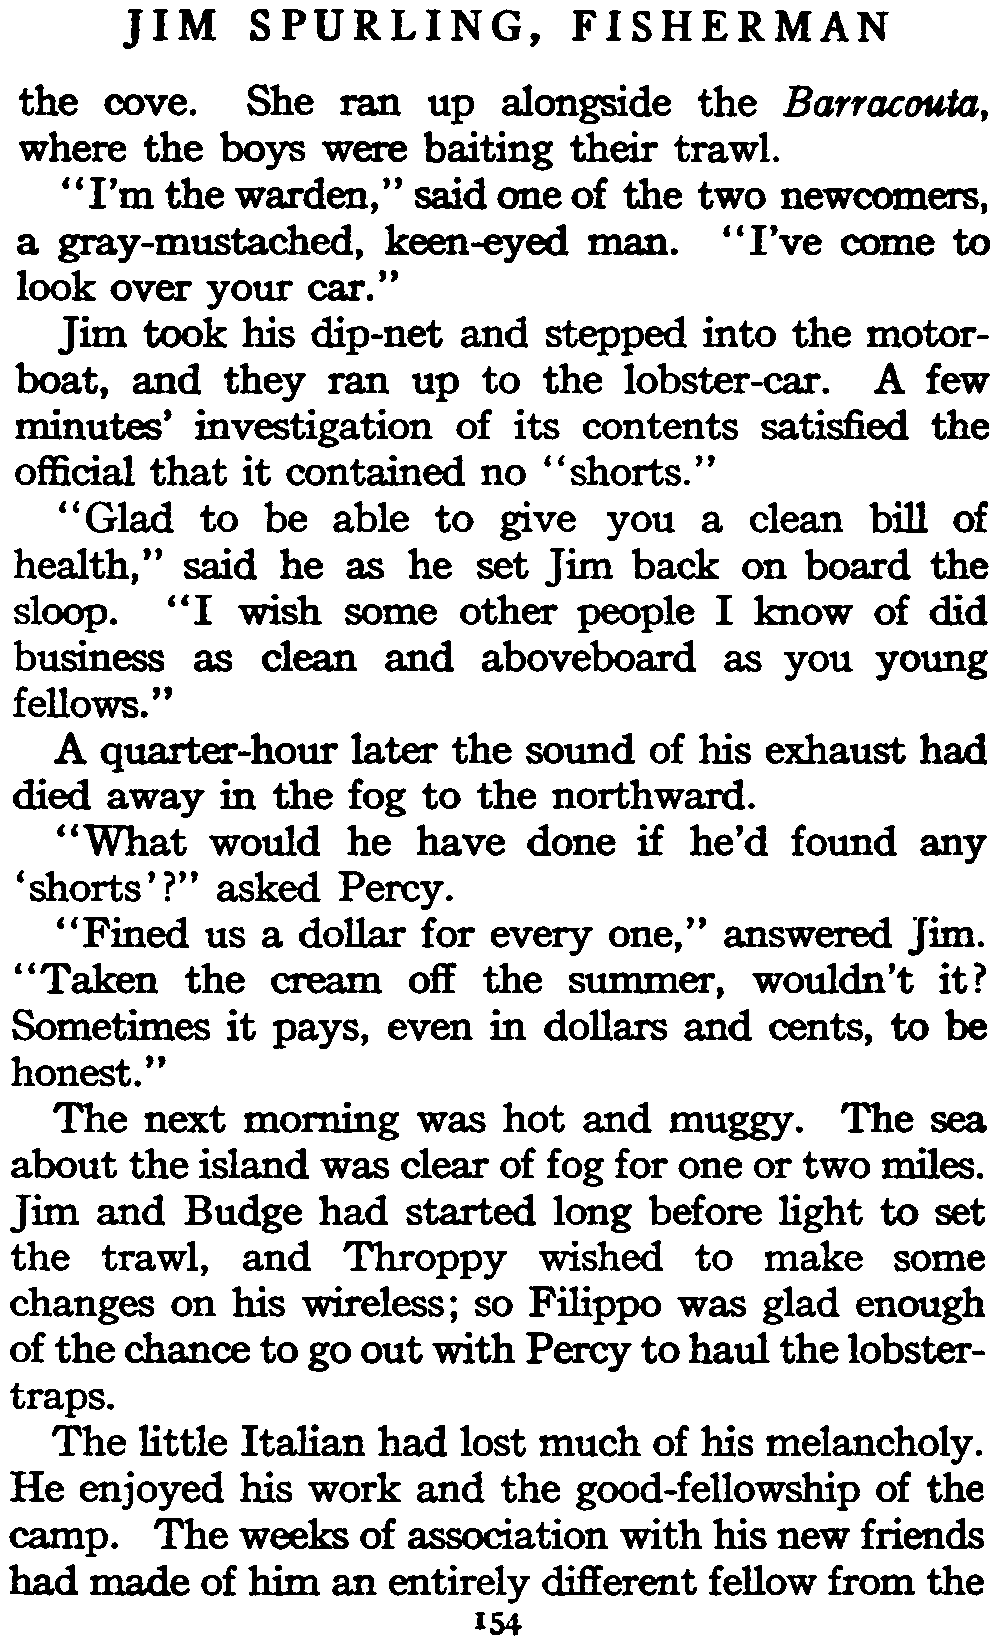 JIM SPURLING, FISHERMAN
the cove. She ran up alongside the Barracouta,
where the boys were baiting their trawl.
"I'm the warden," said one of the two newcomers,
a gray-mustached, keen-eyed man. "I've come to
look over your car."
Jim took his dip-net and stepped into the motor-
boat, and they ran up to the lobster-car. A few
minutes' investigation of its contents satisfied the
official that it contained no "shorts."
"Glad to be able to give you a clean bill of
health," said he as he set Jim back on board the
sloop. "I wish some other people I know of did
business as clean and aboveboard as you young
fellows."
A quarter-hour later the sound of his exhaust had
died away in the fog to the northward.
"What would he have done if he'd found any
'shorts'?" asked Percy.
"Fined us a dollar for every one," answered Jim.
"Taken the cream off the summer, wouldn't it?
Sometimes it pays, even in dollars and cents, to be
honest."
The next morning was hot and muggy. The sea
about the island was clear of fog for one or two miles.
Jim and Budge had started long before light to set
the trawl, and Throppy wished to make some
changes on his wireless; so Filippo was glad enough
of the chance to go out with Percy to haul the lobster-
traps.
The little Italian had lost much of his melancholy.
He enjoyed his work and the good-fellowship of the
camp. The weeks of association with his new friends
had made of him an entirely different fellow from the
154